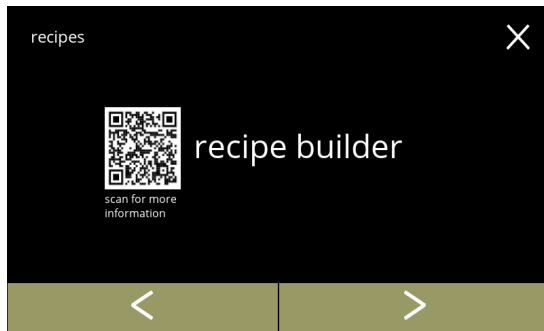 recipes
recipe builder
scan for more
information